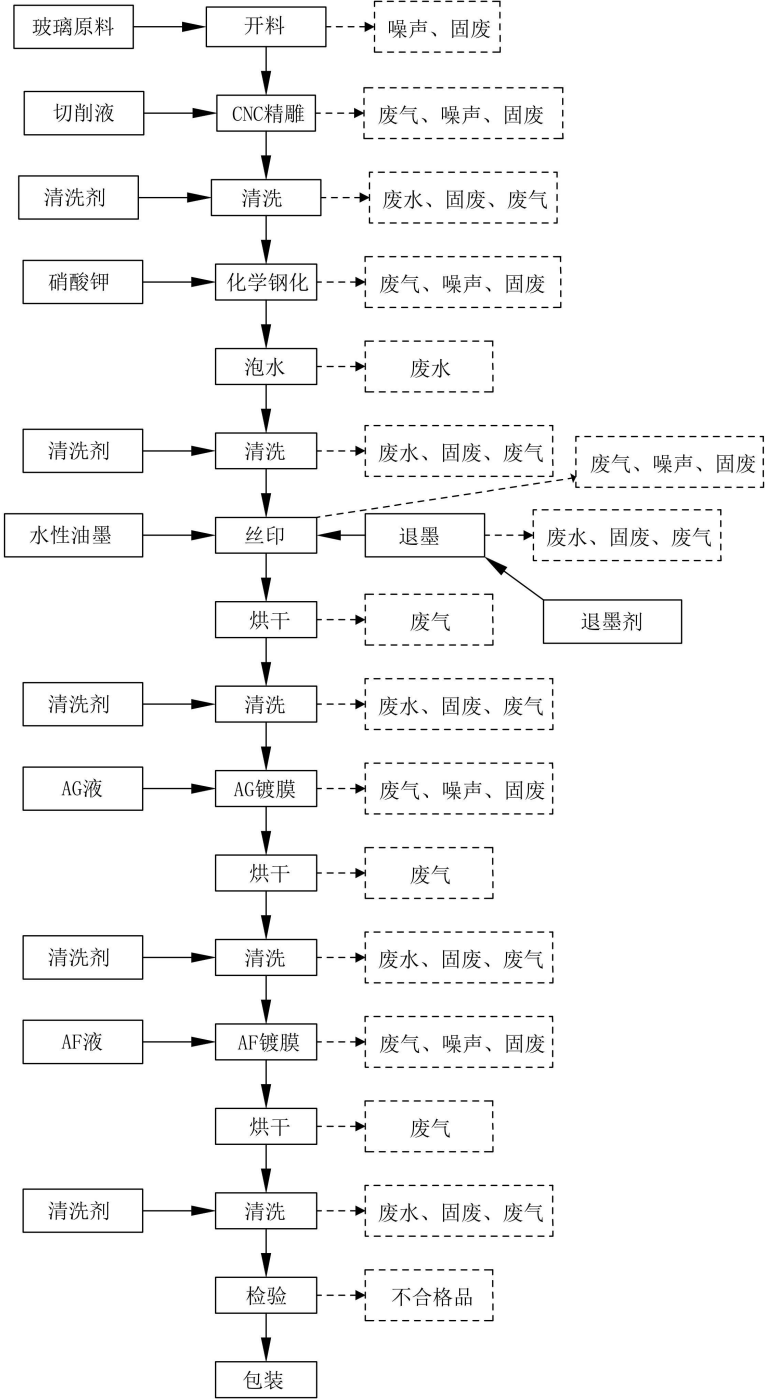 玻璃原料
开料
噪声、固废
切削液
CNC精雕
废气、噪声、固废
清洗剂
清洗
废水、固废、废气
硝酸钾
化学钢化
废气、噪声、固废
泡水
废水
清洗剂
清洗
废水、固废、废气
废气、噪声、固废
水性油墨
丝印
退墨
废水、固废、废气
烘干
废气
退墨剂
清洗剂
清洗
废水、固废、废气
AG液
AG镀膜
废气、噪声、固废
烘干
废气
清洗剂
清洗
废水、固废、废气
AF液
AF镀膜
废气、噪声、固废
烘干
废气
清洗剂
清洗
废水、固废、废气
检验
不合格品
包装